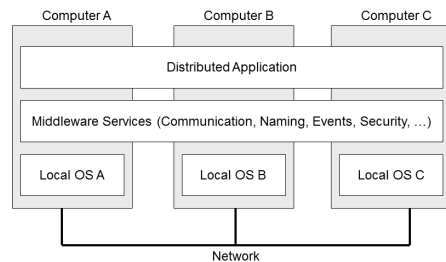 Computer A
Computer B
Computer C
Distributed Application
Middleware Services (Communication, Naming, Events, Security, ...)
Local OS A
Local OS B
Local OS C
Network